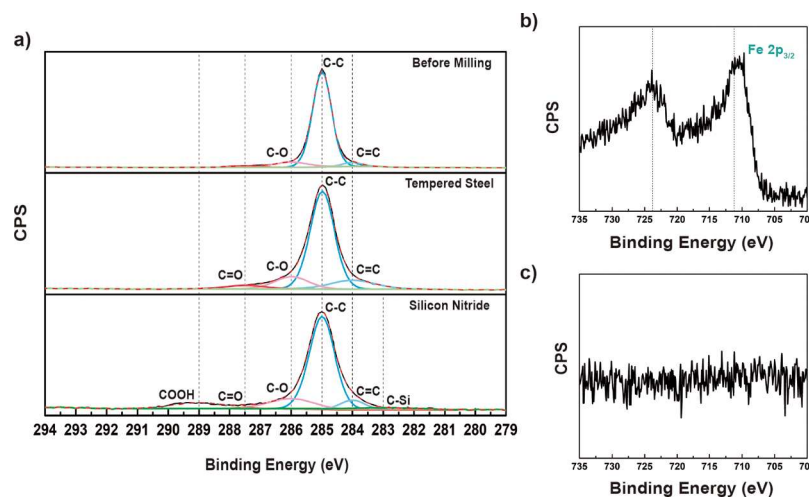 a)
Before Milling
C-C
C-O
C=C
Tempered Steel
C-C
C-O
C=O
C=C
Silicon Nitride
C-C
COOH
C=O
C-O
C=C
C-Si
CPS
294 293 292 291 290 289 288 287 286 285 284 283 282 281 280 279
Binding Energy (eV)
b)
Fe 2p3/2
CPS
735 730 725 720 715 710 705 70
Binding Energy (eV)
c)
CPS
735 730 725 720 715 710 705 70
Binding Energy (eV)